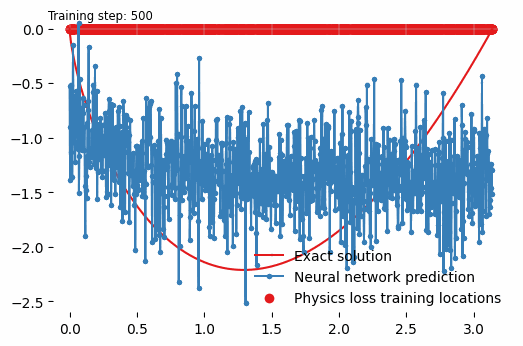 Training step: 500
0.0
−0.5
−1.0
−1.5
−2.0
−2.5
Exact solution
Neural network prediction
Physics loss training locations
0.0 0.5 1.0 1.5 2.0 2.5 3.0